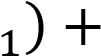 ₁) +